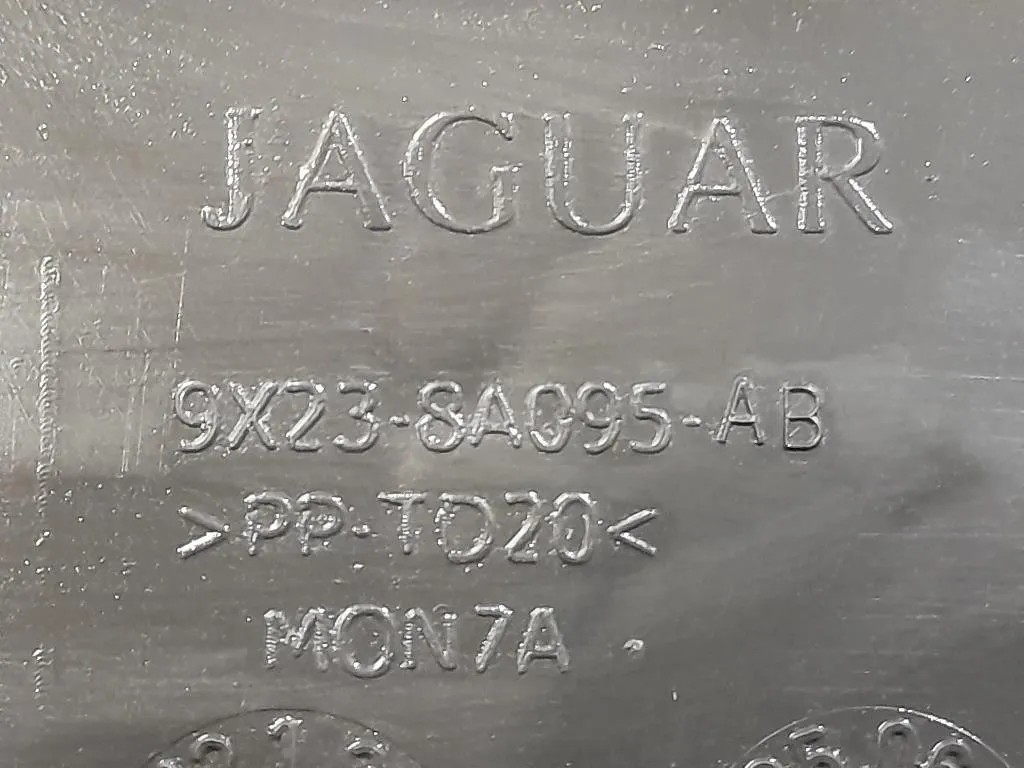 JAGUAR
9X23-8A095-AB
>PP-TD20<
MON7A